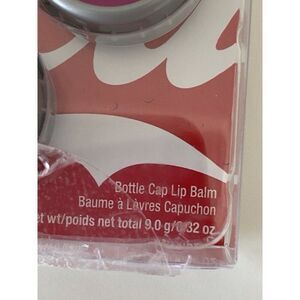 Bottle Cap Lip Balm
Baume à Lèvres Capuchon
et wt/poids net total 9.0 g/0.32 oz